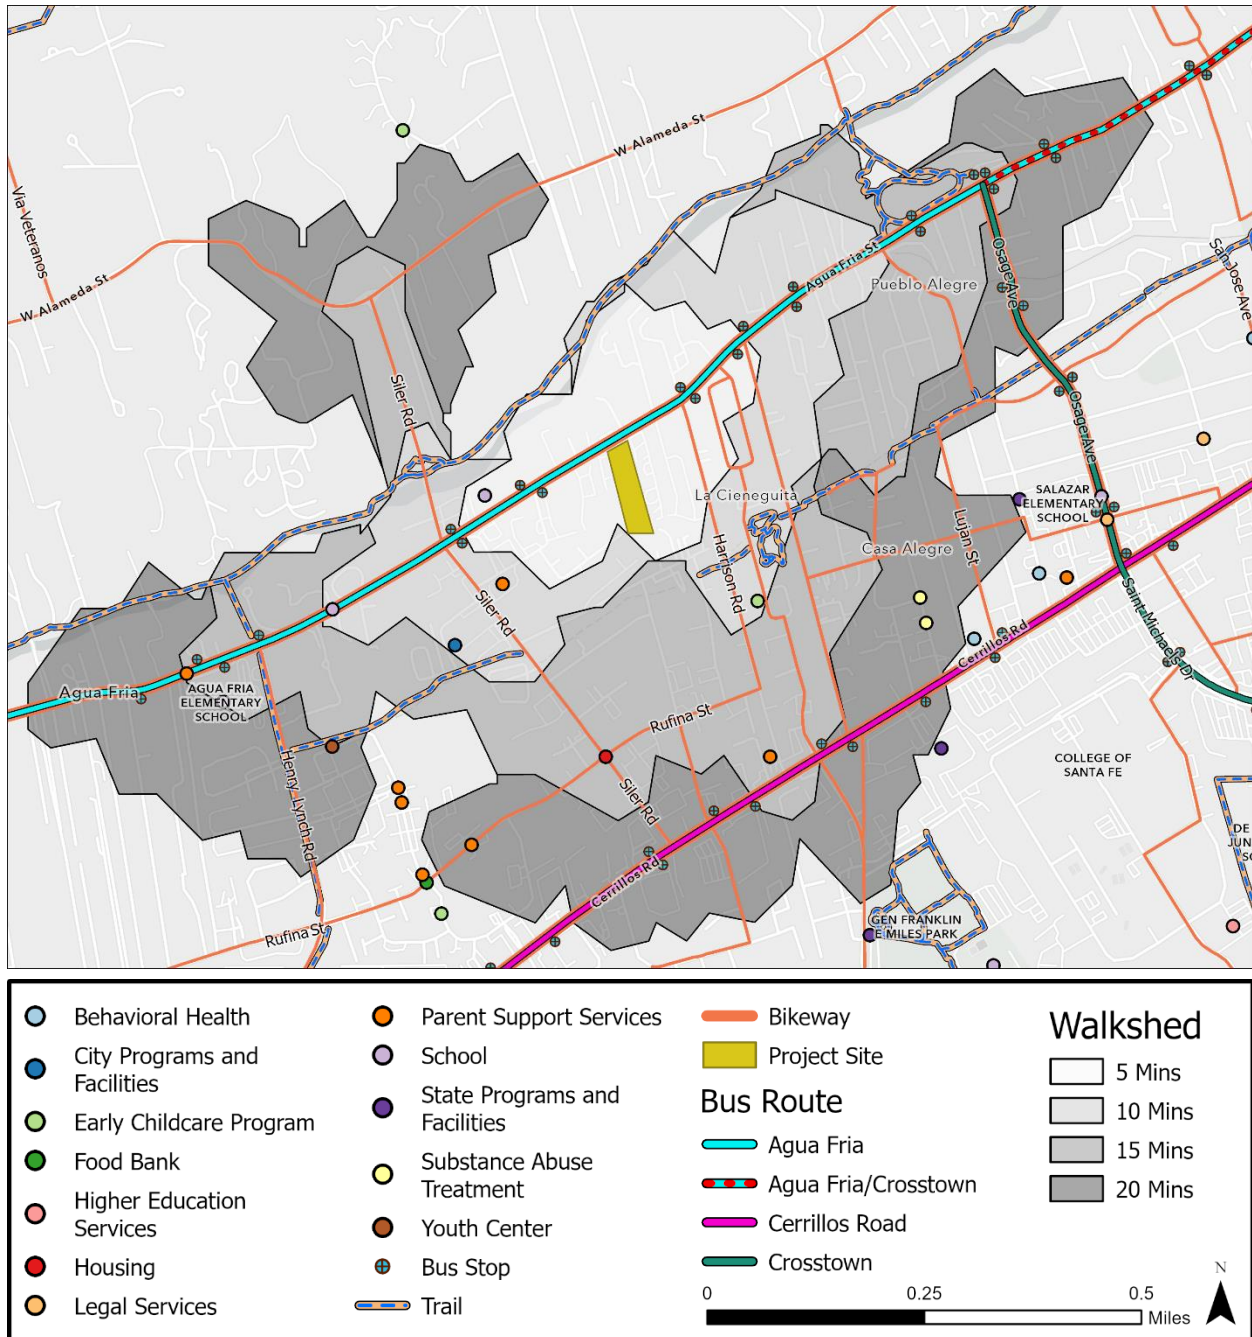 W Alameda St
Via Veteranos
W Alameda St
Agua Fria St
Osage Ave
San Jose Ave
Pueblo Alegre
Siler Rd
Osage Ave
La Cieneguita
SALAZAR
ELEMENTARY
SCHOOL
Lujan St
Casa Alegre
Harrison Rd
Siler Rd
Saint Michaels Dr
Cerrillos Rd
Agua Fria
AGUA FRIA
ELEMENTARY
SCHOOL
Rufina St
COLLEGE OF
SANTA FE
Henry Lynch Rd
Siler Rd
DE
JUN
SC
Cerrillos Rd
GEN FRANKLIN
E MILES PARK
Rufina St
Behavioral Health
City Programs and
Facilities
Early Childcare Program
Food Bank
Higher Education
Services
Housing
Legal Services
Parent Support Services
School
State Programs and
Facilities
Substance Abuse
Treatment
Youth Center
Bus Stop
Trail
Bikeway
Project Site
Bus Route
Agua Fria
Agua Fria/Crosstown
Cerrillos Road
Crosstown
Walkshed
5 Mins
10 Mins
15 Mins
20 Mins
N
0 0.25 0.5
Miles